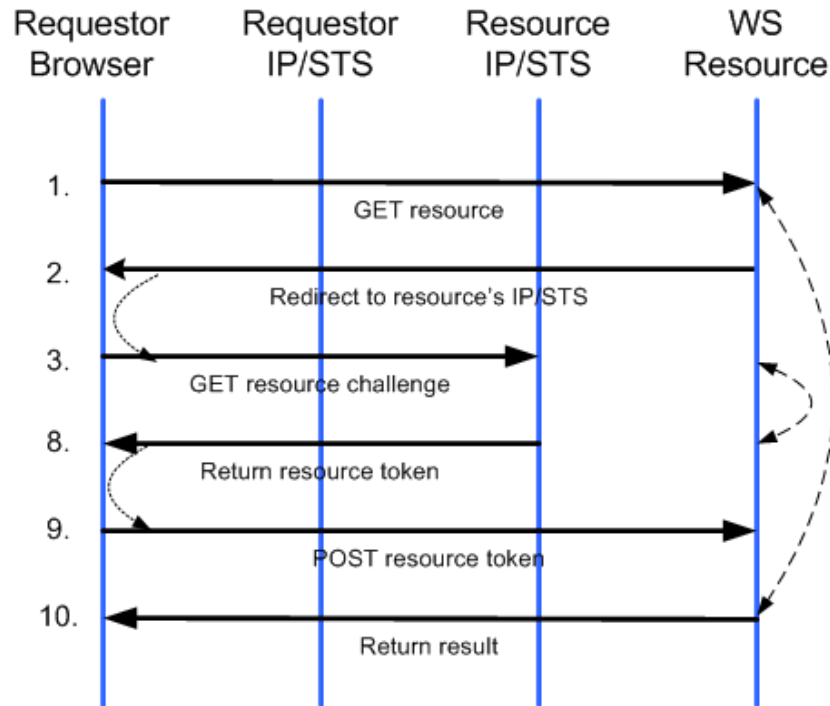 Requestor Browser
Requestor IP/STS
Resource IP/STS
WS Resource
1.
GET resource
2.
Redirect to resource's IP/STS
3.
GET resource challenge
8.
Return resource token
9.
POST resource token
10.
Return result